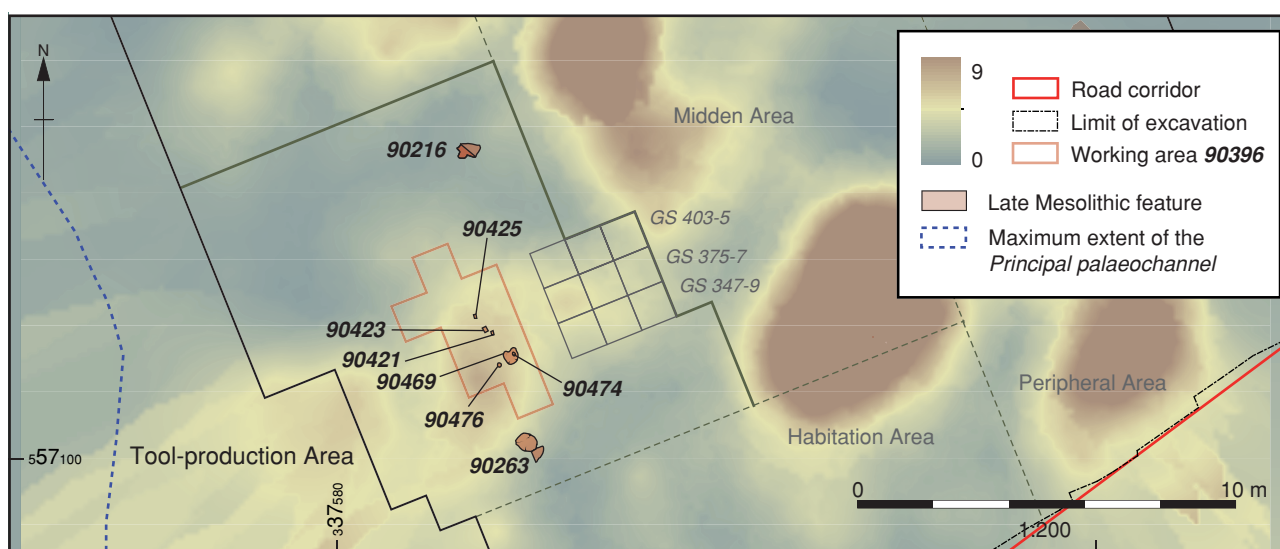 N
9
0
Road corridor
Limit of excavation
Working area 90396
Late Mesolithic feature
Maximum extent of the
Principal palaeochannel
Midden Area
90216
GS 403-5
90425
GS 375-7
GS 347-9
90423
90421
90469
90474
90476
Peripheral Area
Habitation Area
Tool-production Area
90263
557100
337580
0
10 m
1:200